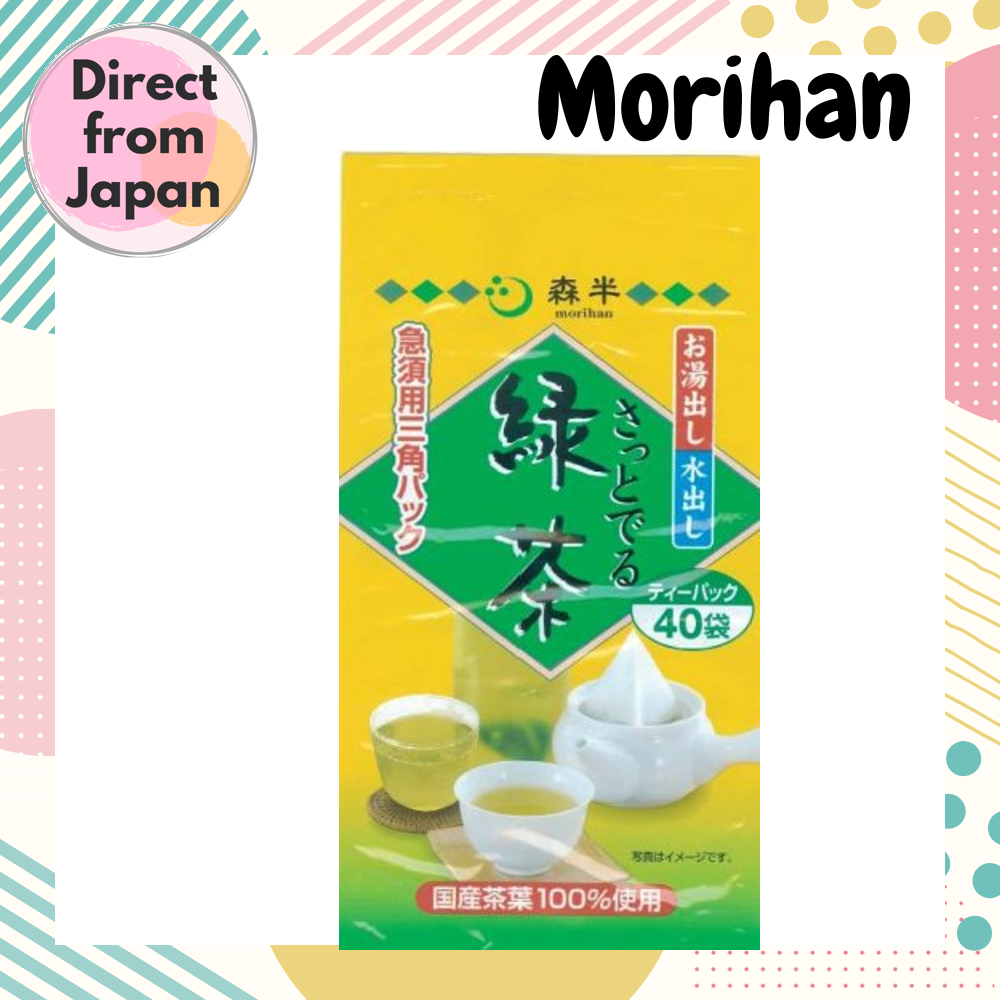 Direct
from
Japan
Morihan
森半
morihan
お湯出し
水出し
さっとでる
緑茶
急須用三角パック
ティーバッグ
40袋
写真はイメージです。
国産茶葉100%使用